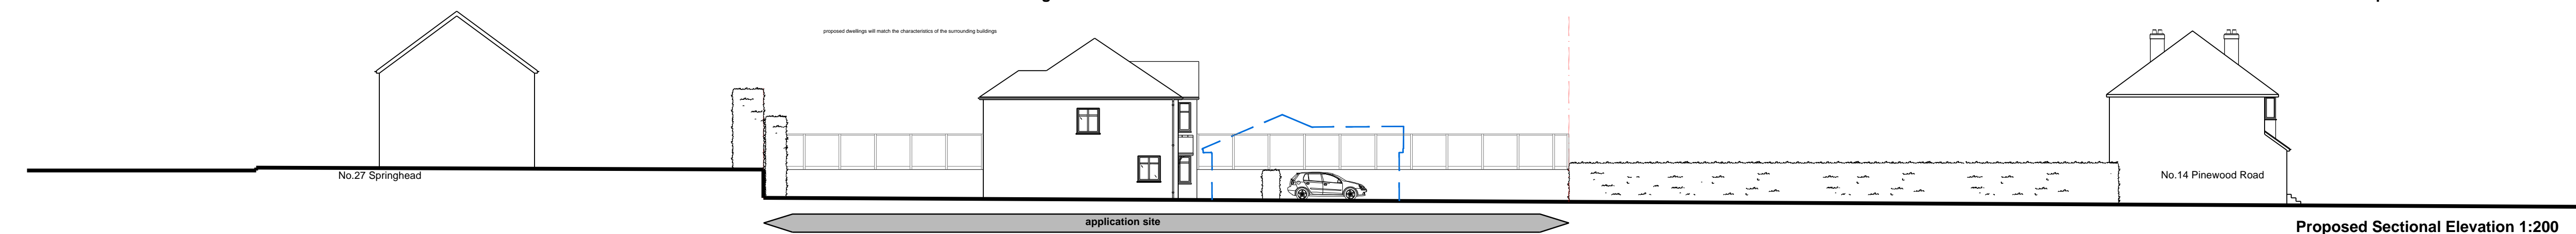 proposed dwellings will match the characteristics of the surrounding buildings
No.27 Springhead
No.14 Pinewood Road
application site
Proposed Sectional Elevation 1:200